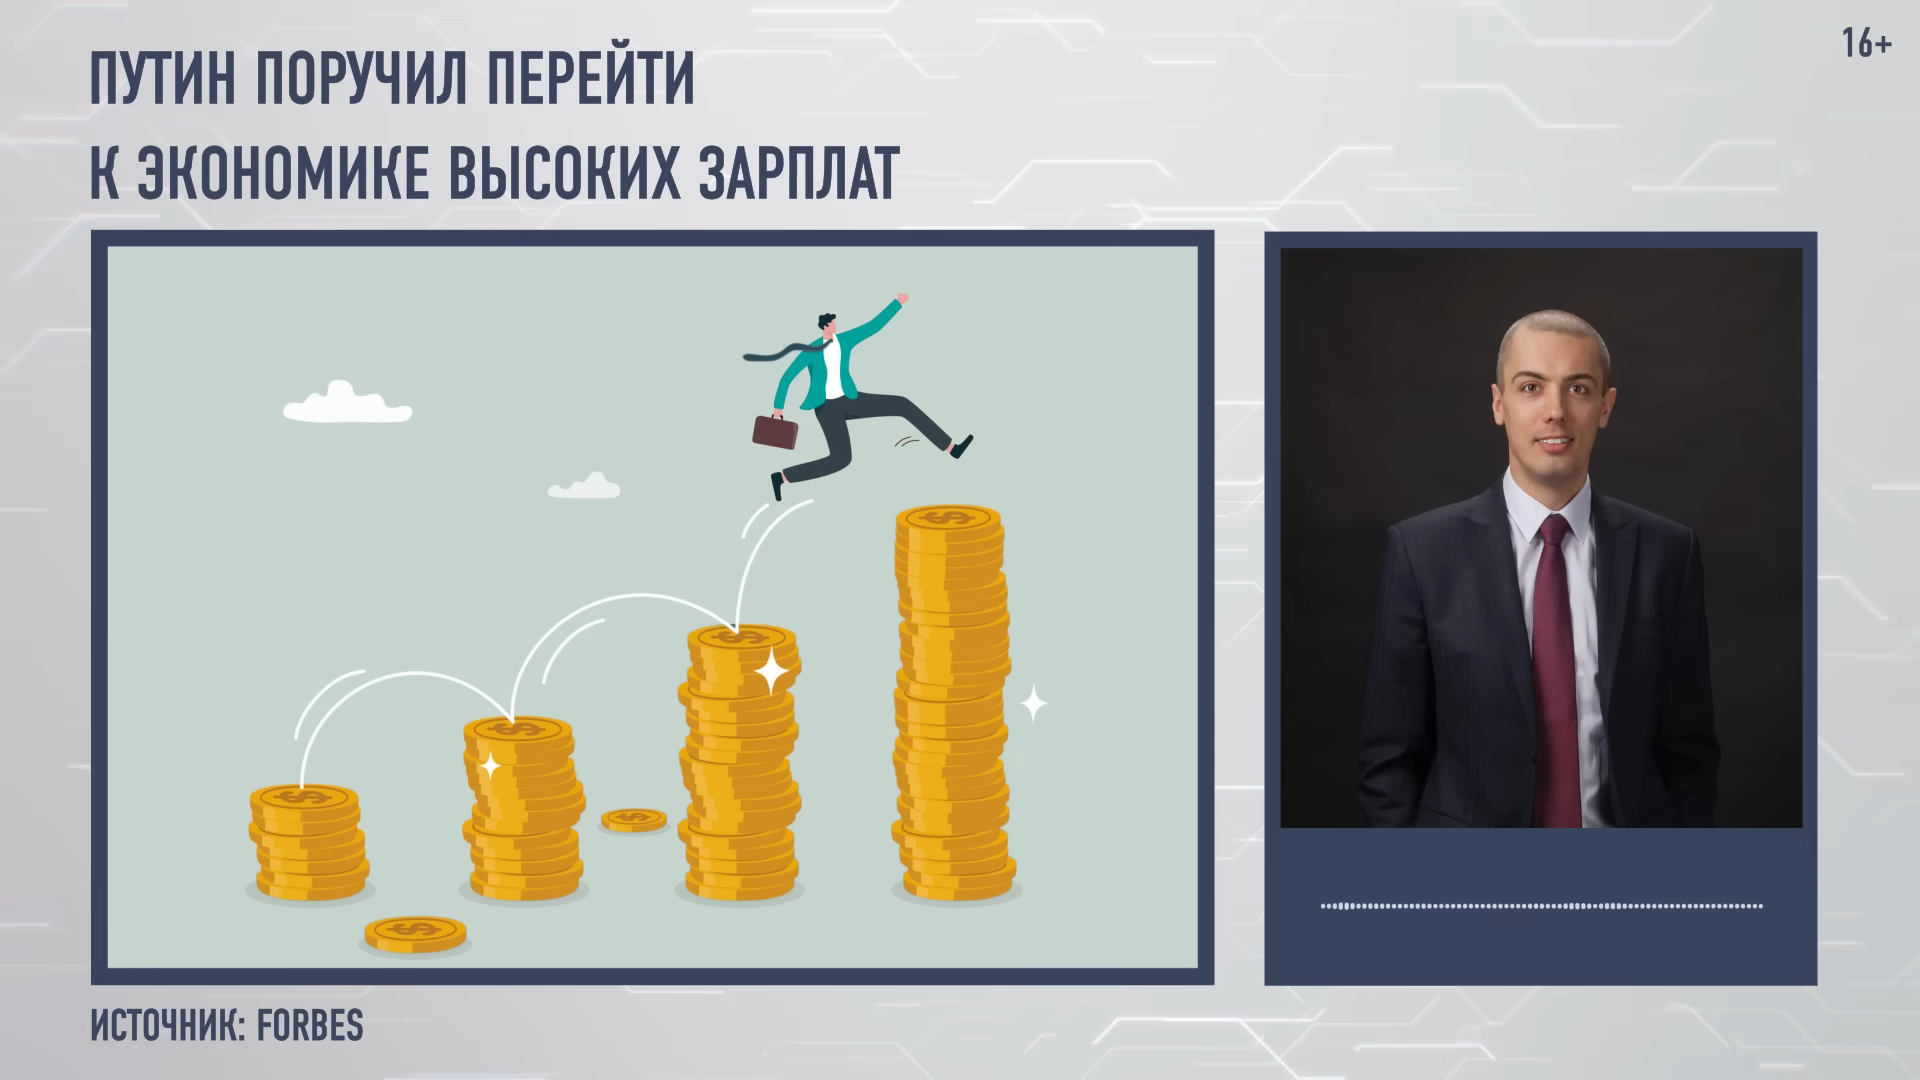 ПУТИН ПОРУЧИЛ ПЕРЕЙТИ
К ЭКОНОМИКЕ ВЫСОКИХ ЗАРПЛАТ
16+
ИСТОЧНИК: FORBES